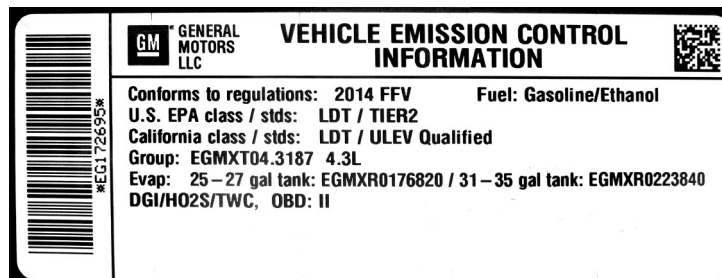 GM
GENERAL
MOTORS
LLC
VEHICLE EMISSION CONTROL
INFORMATION
Conforms to regulations: 2014 FFV Fuel: Gasoline/Ethanol
U.S. EPA class / stds: LDT / TIER2
California class / stds: LDT / ULEV Qualified
Group: EGMXT04.3187 4.3L
Evap: 25–27 gal tank: EGMXR0176820 / 31–35 gal tank: EGMXR0223840
DGI/HO2S/TWC, OBD: II
*EG172695*